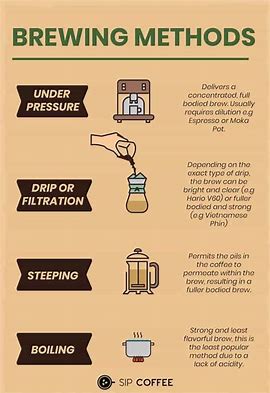 BREWING METHODS
UNDER
PRESSURE
Delivers a
concentrated, full
bodied brew. Usually
requires dilution e.g
Espresso or Moka
Pot.
DRIP OR
FILTRATION
Depending on the
exact type of drip,
the brew can be
bright and clear (e.g
Hario V60) or fuller
bodied and strong
(e.g Vietnamese
Phin)
STEEPING
Permits the oils in
the coffee to
permeate within the
brew, resulting in a
fuller bodied brew.
BOILING
Strong and least
flavorful brew, this is
the least popular
method due to a
lack of acidity.
SIP COFFEE